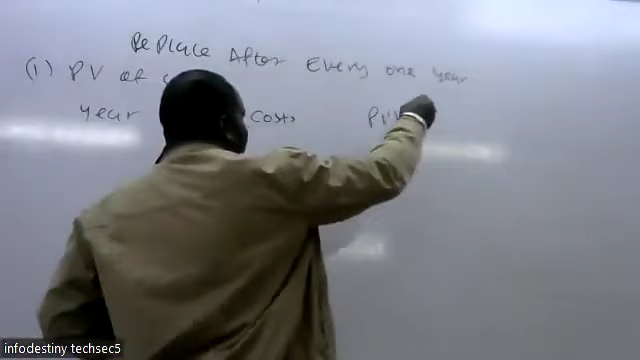 RePlace After Every one year
(1) PV of
year costs PV
infodestiny techsec5